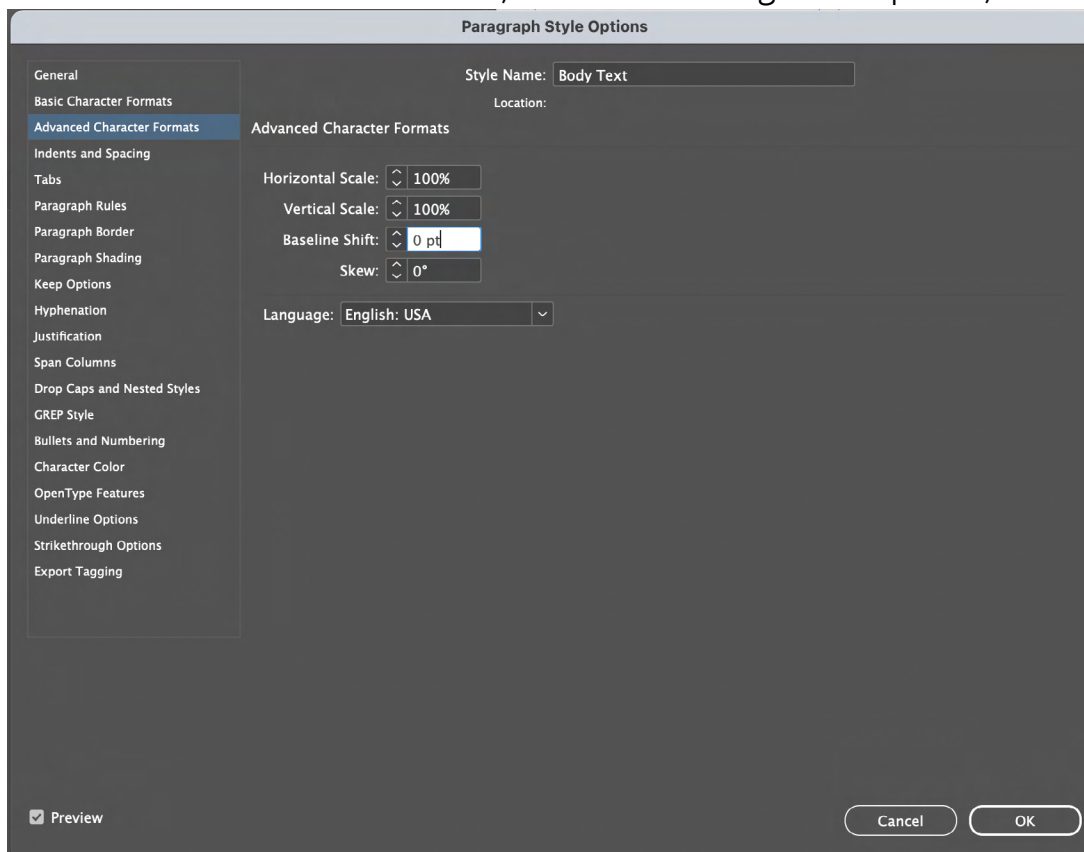 Paragraph Style Options
Style Name: Body Text
Location:
General
Basic Character Formats
Advanced Character Formats
Indents and Spacing
Tabs
Paragraph Rules
Paragraph Border
Paragraph Shading
Keep Options
Hyphenation
Justification
Span Columns
Drop Caps and Nested Styles
GREP Style
Bullets and Numbering
Character Color
OpenType Features
Underline Options
Strikethrough Options
Export Tagging
Advanced Character Formats
Horizontal Scale: 100%
Vertical Scale: 100%
Baseline Shift: 0 pt
Skew: 0°
Language: English: USA
Preview
Cancel
OK